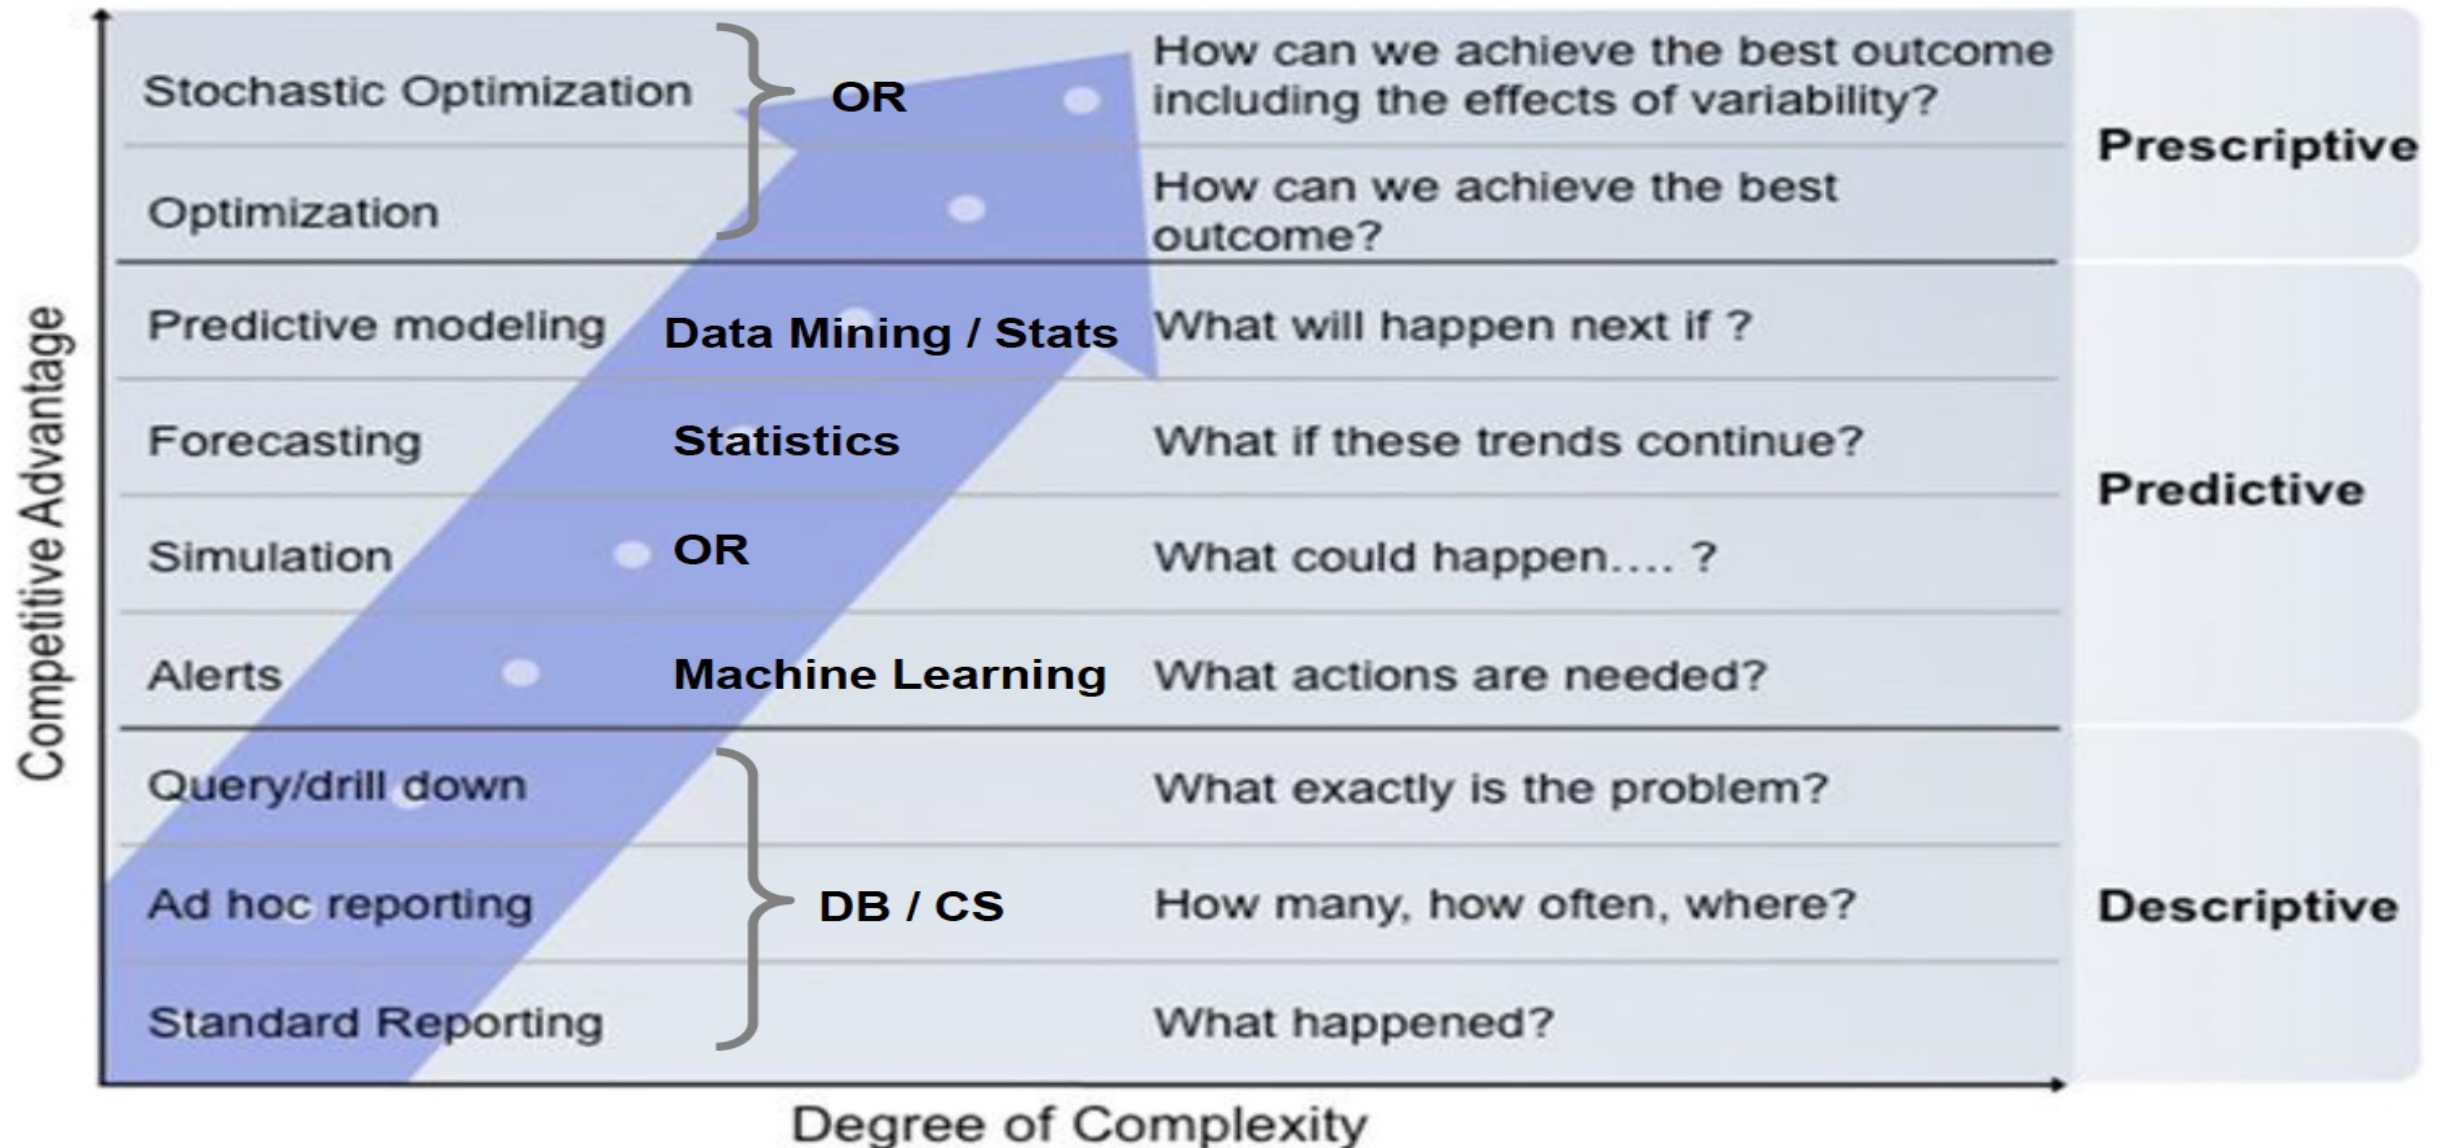 Stochastic Optimization
OR
How can we achieve the best outcome
including the effects of variability?
Prescriptive
Optimization
How can we achieve the best
outcome?
Predictive modeling
Data Mining / Stats
What will happen next if ?
Forecasting
Statistics
What if these trends continue?
Predictive
Simulation
OR
What could happen.... ?
Alerts
Machine Learning
What actions are needed?
Query/drill down
What exactly is the problem?
Ad hoc reporting
DB / CS
How many, how often, where?
Descriptive
Standard Reporting
What happened?
Competitive Advantage
Degree of Complexity